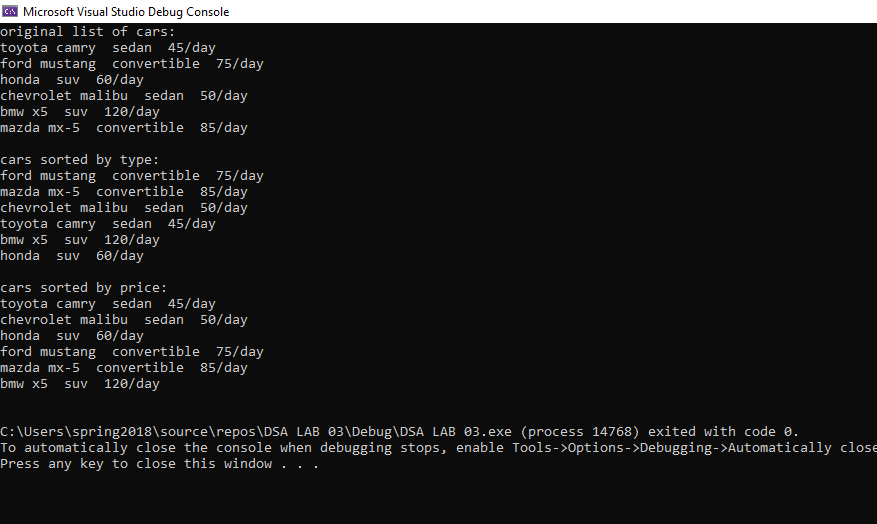 Microsoft Visual Studio Debug Console
original list of cars:
toyota camry  sedan  45/day
ford mustang  convertible  75/day
honda  suv  60/day
chevrolet malibu  sedan  50/day
bmw x5  suv  120/day
mazda mx-5  convertible  85/day
cars sorted by type:
ford mustang  convertible  75/day
mazda mx-5  convertible  85/day
chevrolet malibu  sedan  50/day
toyota camry  sedan  45/day
bmw x5  suv  120/day
honda  suv  60/day
cars sorted by price:
toyota camry  sedan  45/day
chevrolet malibu  sedan  50/day
honda  suv  60/day
ford mustang  convertible  75/day
mazda mx-5  convertible  85/day
bmw x5  suv  120/day
C:\Users\spring2018\source\repos\DSA LAB 03\Debug\DSA LAB 03.exe (process 14768) exited with code 0.
To automatically close the console when debugging stops, enable Tools->Options->Debugging->Automatically close
Press any key to close this window . . .